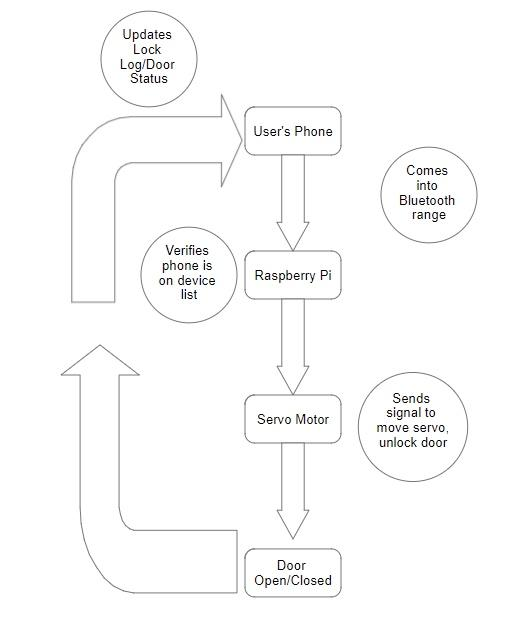 Updates
Lock
Log/Door
Status
User's Phone
Comes
into
Bluetooth
range
Verifies
phone is
on device
list
Raspberry Pi
Servo Motor
Sends
signal to
move servo,
unlock door
Door
Open/Closed